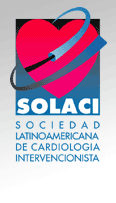 SOLACI
SOCIEDAD
LATINOAMERICANA
DE CARDIOLOGIA
INTERVENCIONISTA